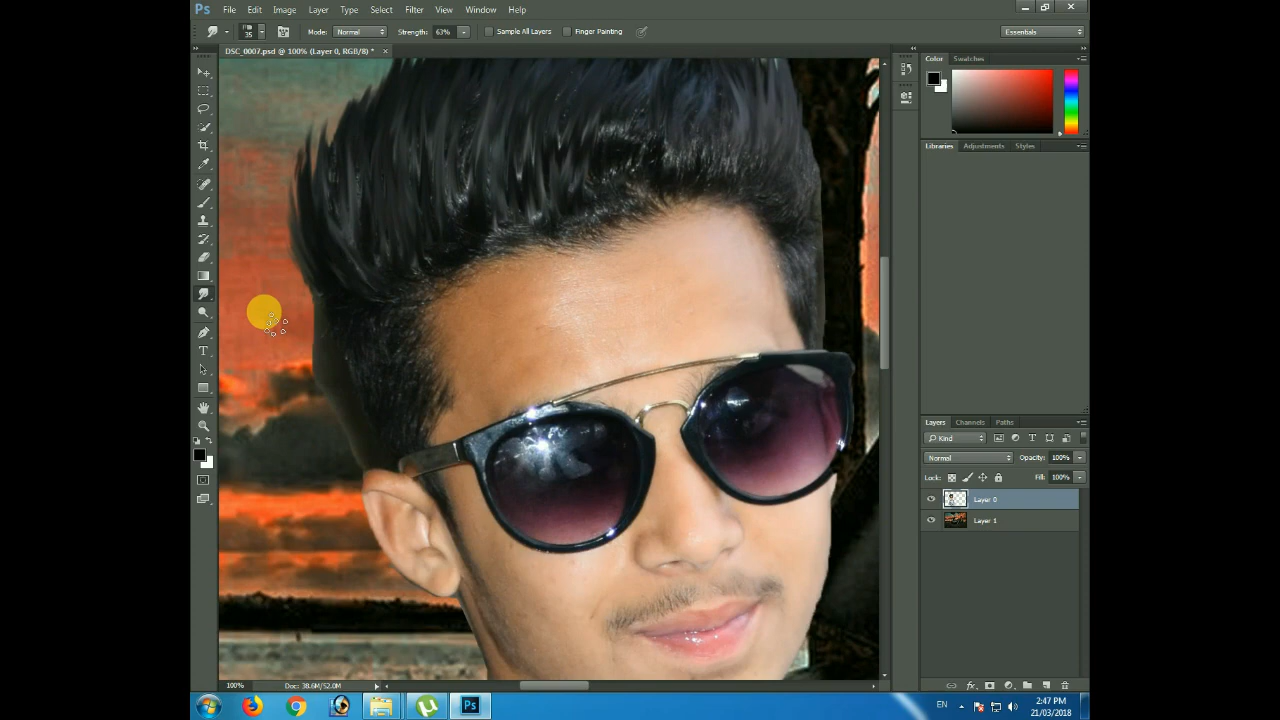 Ps File Edit Image Layer Type Select Filter View Window Help
35 Mode: Normal Strength: 63% Sample All Layers Finger Painting Essentials
DSC_0007.psd @ 100% (Layer 0, RGB/8) * ×
Color Swatches
Libraries Adjustments Styles
Layers Channels Paths
Kind
Normal Opacity: 100%
Lock: Fill: 100%
Layer 0
Layer 1
100% Doc: 38.6M/52.0M
Ps EN 2:47 PM
21/03/2018